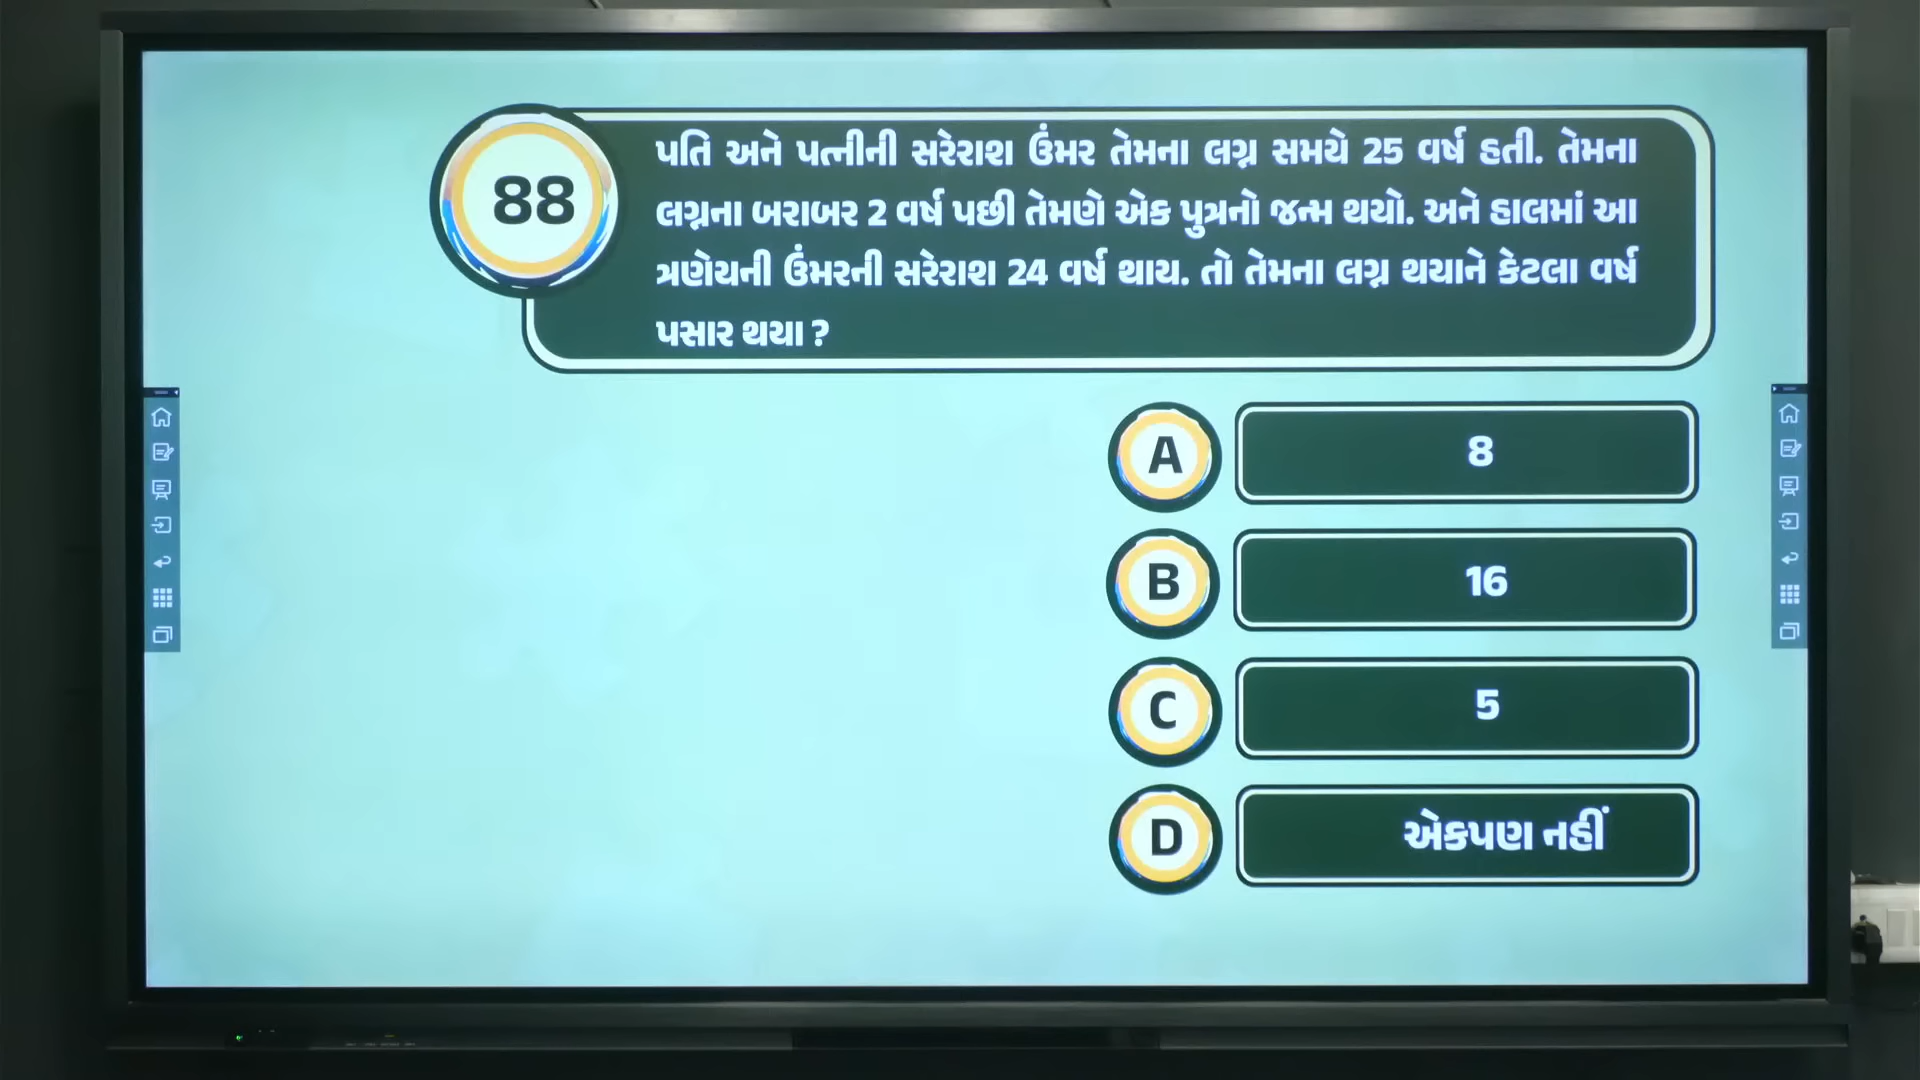 88
પતિ અને પત્નીની સરેરાશ ઉંમર તેમના લગ્ન સમયે 25 વર્ષ હતી. તેમના
લગ્નના બરાબર 2 વર્ષ પછી તેમણે એક પુત્રનો જન્મ થયો. અને હાલમાં આ
ત્રણેયની ઉંમરની સરેરાશ 24 વર્ષ થાય. તો તેમના લગ્ન થયાને કેટલા વર્ષ
પસાર થયા ?
A 8
B 16
C 5
D એકપણ નહીં